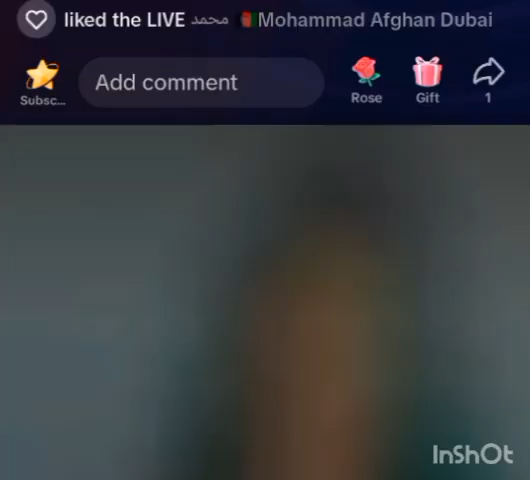 liked the LIVE محمد 🇦🇫Mohammad Afghan Dubai
Subsc...
Add comment
Rose
Gift
1
InShOt